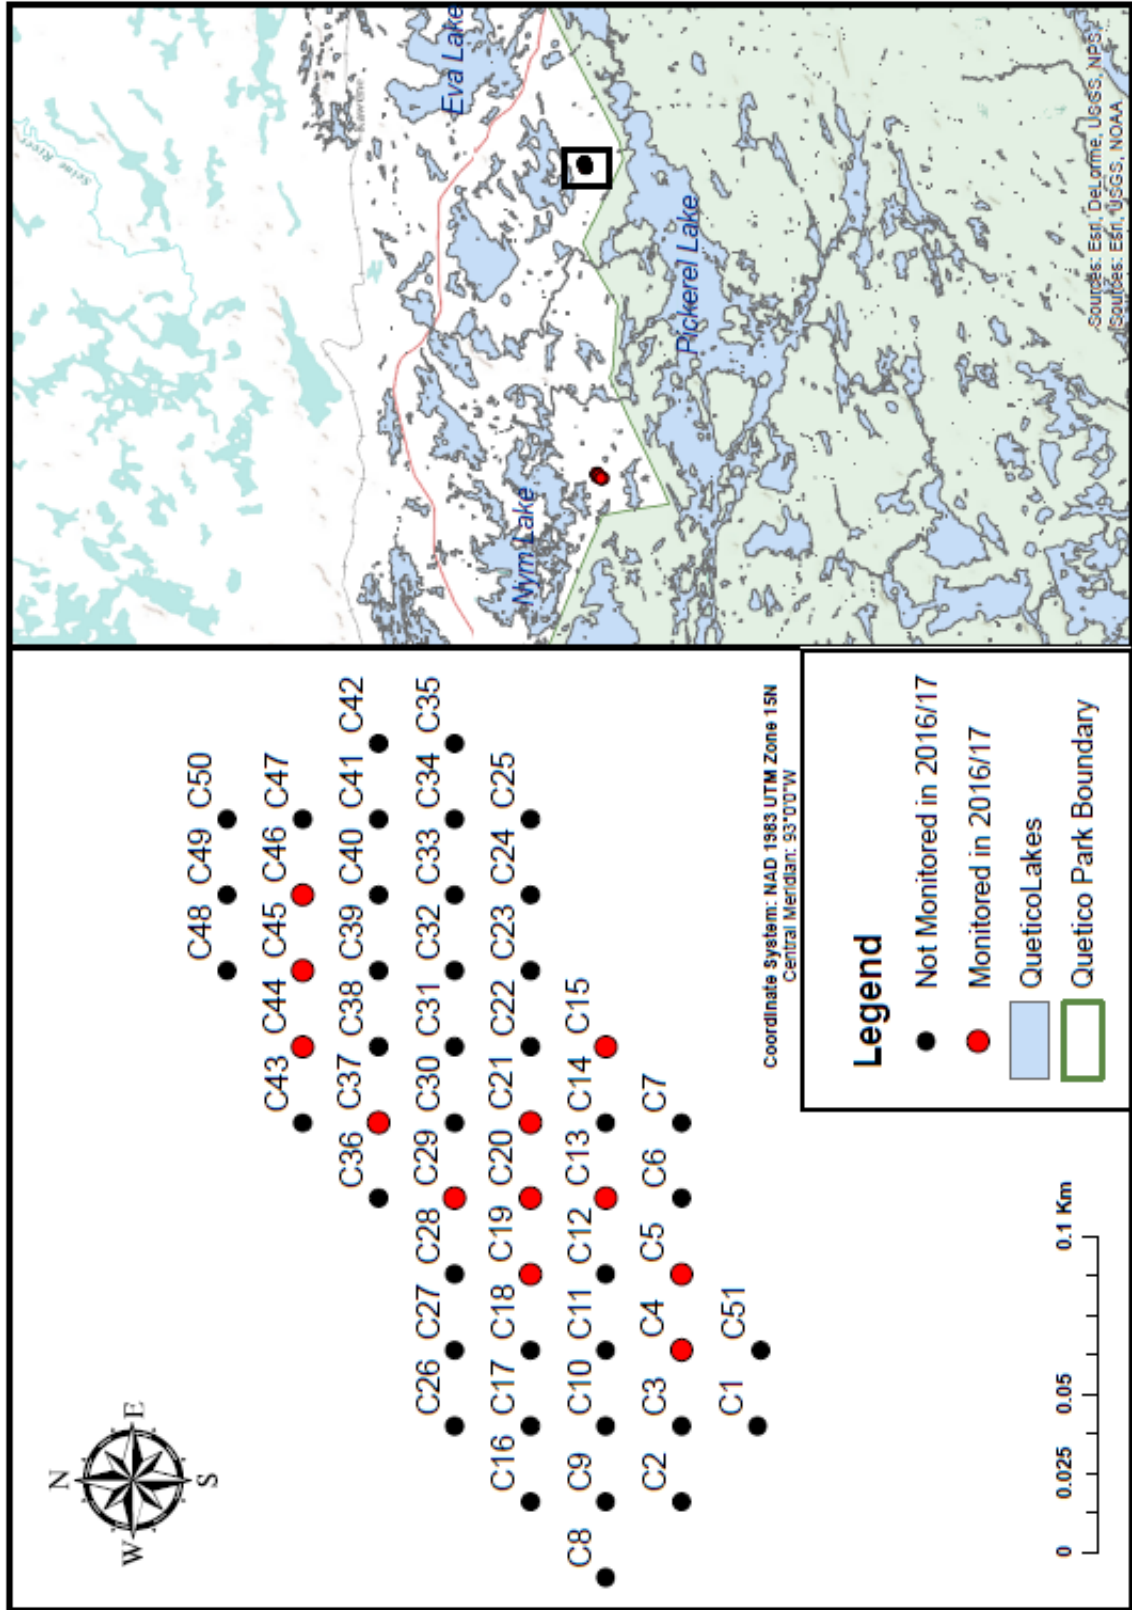 N
W
E
S
C48 C49 C50
C43 C44 C45 C46 C47
C36 C37 C38 C39 C40 C41 C42
C26 C27 C28 C29 C30 C31 C32 C33 C34 C35
C16 C17 C18 C19 C20 C21 C22 C23 C24 C25
C8 C9 C10 C11 C12 C13 C14 C15
C2 C3 C4 C5 C6 C7
C1 C51
Coordinate System: NAD 1983 UTM Zone 15N
Central Meridian: 93°0'0"W
0 0.025 0.05 0.1 Km
Legend
Not Monitored in 2016/17
Monitored in 2016/17
QueticoLakes
Quetico Park Boundary
Seine River
Kawene
Eva Lake
Nym Lake
Pickerel Lake
Sources: Esri, DeLorme, USGS, NPS,
Sources: Esri, USGS, NOAA